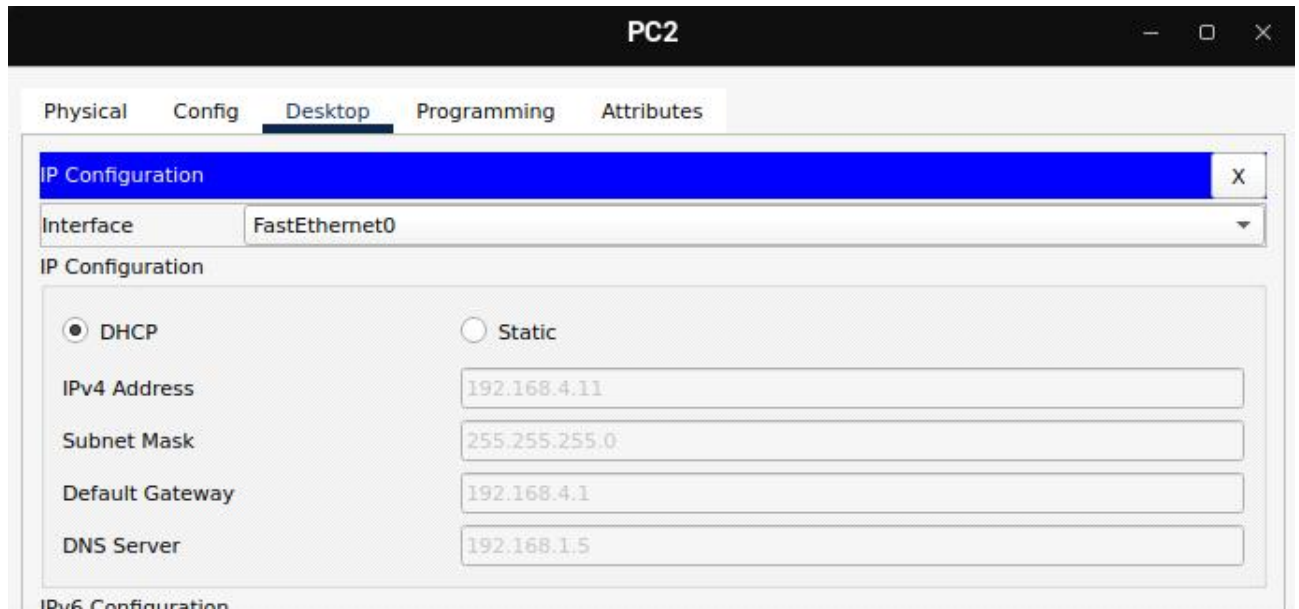 PC2
Physical Config Desktop Programming Attributes
IP Configuration X
Interface FastEthernet0
IP Configuration
DHCP Static
IPv4 Address 192.168.4.11
Subnet Mask 255.255.255.0
Default Gateway 192.168.4.1
DNS Server 192.168.1.5
IPv6 Configuration